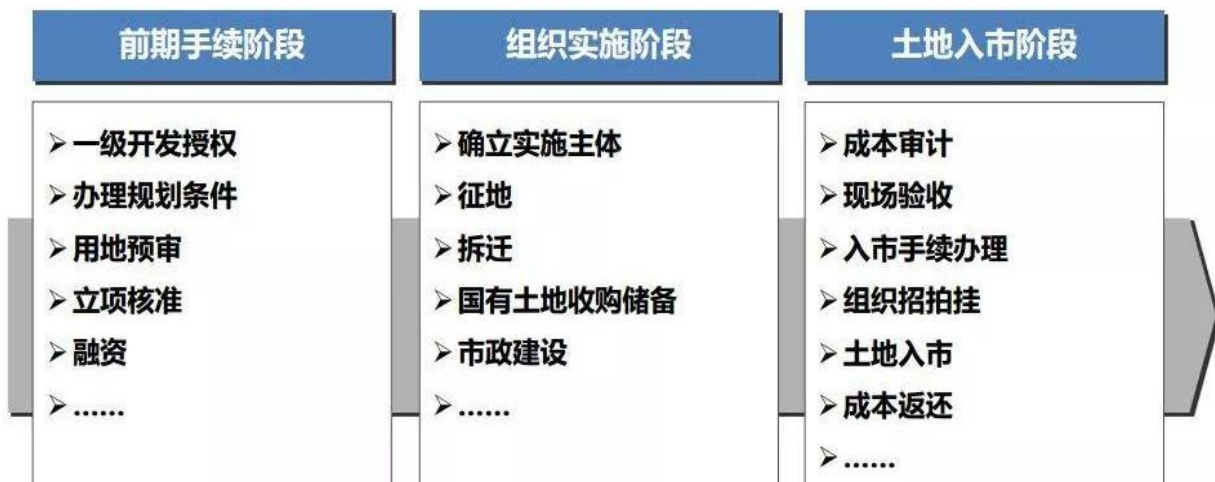 前期手续阶段
➢一级开发授权
➢办理规划条件
➢用地预审
➢立项核准
➢融资
➢……
组织实施阶段
➢确立实施主体
➢征地
➢拆迁
➢国有土地收购储备
➢市政建设
➢……
土地入市阶段
➢成本审计
➢现场验收
➢入市手续办理
➢组织招拍挂
➢土地入市
➢成本返还
➢……